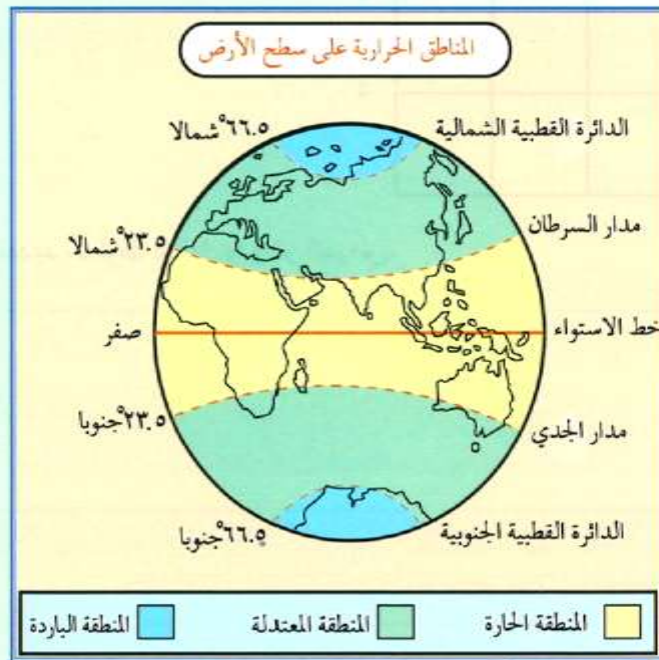 المناطق الحرارية على سطح الأرض
الدائرة القطبية الشمالية
٦٦.٥° شمالا
مدار السرطان
٢٣.٥° شمالا
خط الاستواء
صفر
مدار الجدي
٢٣.٥° جنوبا
الدائرة القطبية الجنوبية
٦٦.٥° جنوبا
المنطقة الحارة
المنطقة المعتدلة
المنطقة الباردة